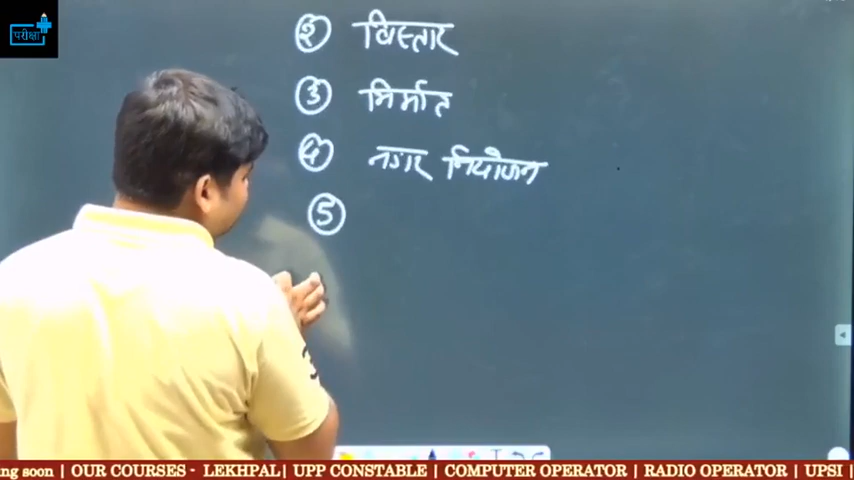 परीक्षा
② विस्तार
③ निर्मात
④ नगर नियोजन
⑤
ng soon | OUR COURSES - LEKHPAL| UPP CONSTABLE | COMPUTER OPERATOR | RADIO OPERATOR | UPSI |